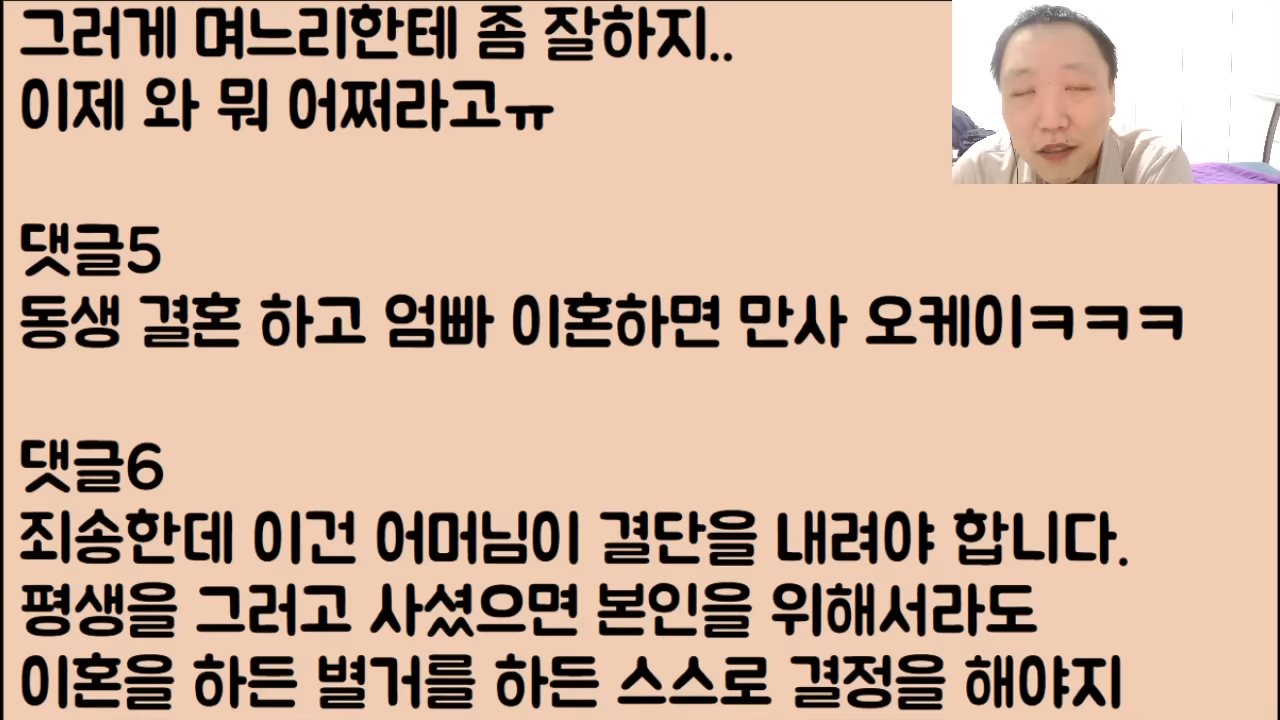 그러게 며느리한테 좀 잘하지..
이제 와 뭐 어쩌라고ㅠ
댓글5
동생 결혼 하고 엄빠 이혼하면 만사 오케이ㅋㅋㅋ
댓글6
죄송한데 이건 어머님이 결단을 내려야 합니다.
평생을 그러고 사셨으면 본인을 위해서라도
이혼을 하든 별거를 하든 스스로 결정을 해야지